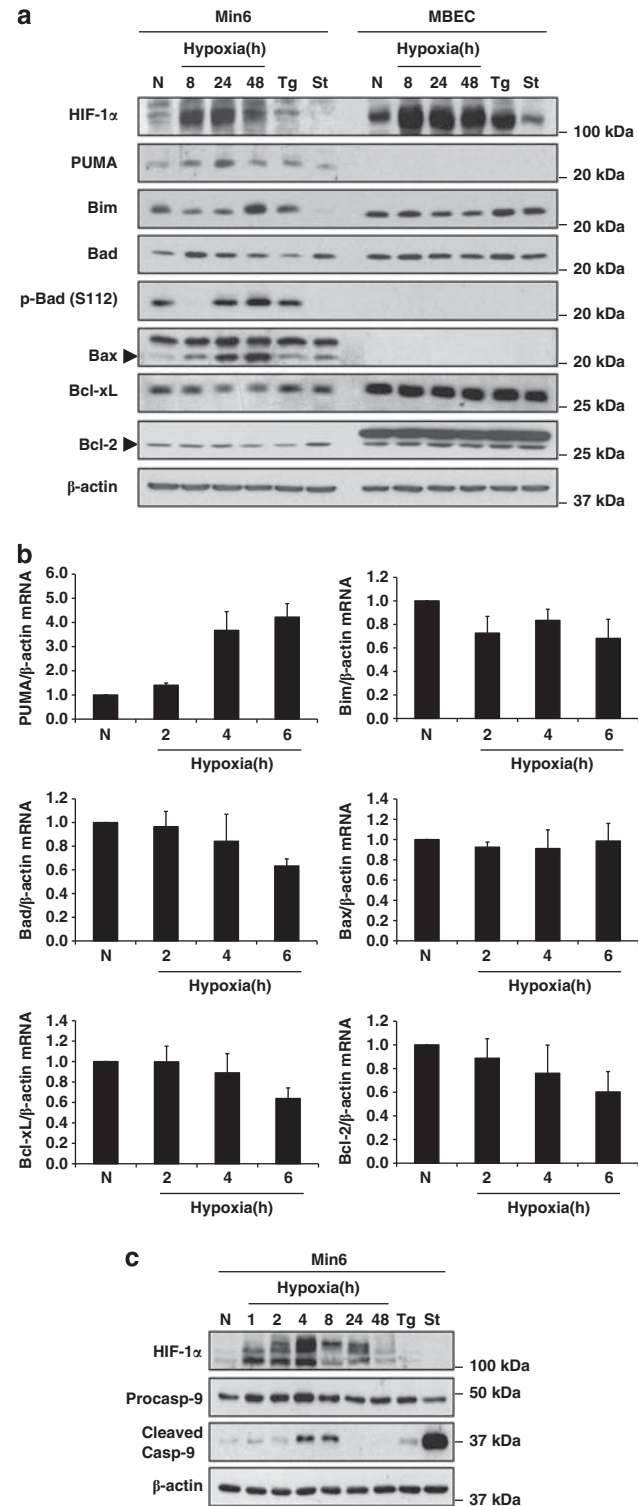 a
Min6 MBEC
Hypoxia(h) Hypoxia(h)
N 8 24 48 Tg St N 8 24 48 Tg St
HIF-1α 100 kDa
PUMA 20 kDa
Bim 20 kDa
Bad 20 kDa
p-Bad (S112) 20 kDa
Bax 20 kDa
Bcl-xL 25 kDa
Bcl-2 25 kDa
β-actin 37 kDa
b
PUMA/β-actin mRNA
6.0
5.0
4.0
3.0
2.0
1.0
0.0
N 2 4 6
Hypoxia(h)
Bim/β-actin mRNA
1.2
1.0
0.8
0.6
0.4
0.2
0.0
N 2 4 6
Hypoxia(h)
Bad/β-actin mRNA
1.2
1.0
0.8
0.6
0.4
0.2
0.0
N 2 4 6
Hypoxia(h)
Bax/β-actin mRNA
1.4
1.2
1.0
0.8
0.6
0.4
0.2
0.0
N 2 4 6
Hypoxia(h)
Bcl-xL/β-actin mRNA
1.4
1.2
1.0
0.8
0.6
0.4
0.2
0.0
N 2 4 6
Hypoxia(h)
Bcl-2/β-actin mRNA
1.2
1.0
0.8
0.6
0.4
0.2
0.0
N 2 4 6
Hypoxia(h)
c
Min6
Hypoxia(h)
N 1 2 4 8 24 48 Tg St
HIF-1α 100 kDa
Procasp-9 50 kDa
Cleaved
Casp-9 37 kDa
β-actin 37 kDa